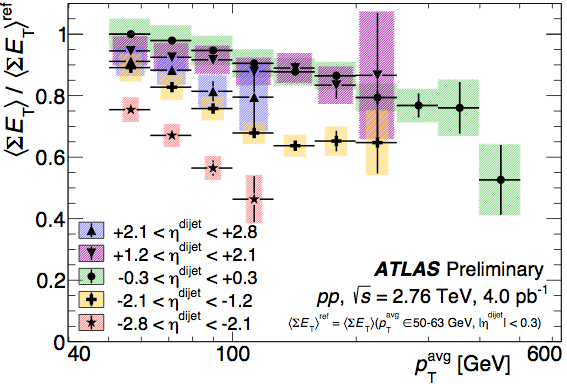 ⟨ΣE_T⟩ / ⟨ΣE_T⟩^ref
1
0.8
0.6
0.4
0.2
0
+2.1 < η^dijet < +2.8
+1.2 < η^dijet < +2.1
-0.3 < η^dijet < +0.3
-2.1 < η^dijet < -1.2
-2.8 < η^dijet < -2.1
ATLAS Preliminary
pp, √s = 2.76 TeV, 4.0 pb^-1
⟨ΣE_T⟩^ref = ⟨ΣE_T⟩(p_T^avg ∈ 50-63 GeV, |η^dijet| < 0.3)
40 100 600
p_T^avg [GeV]